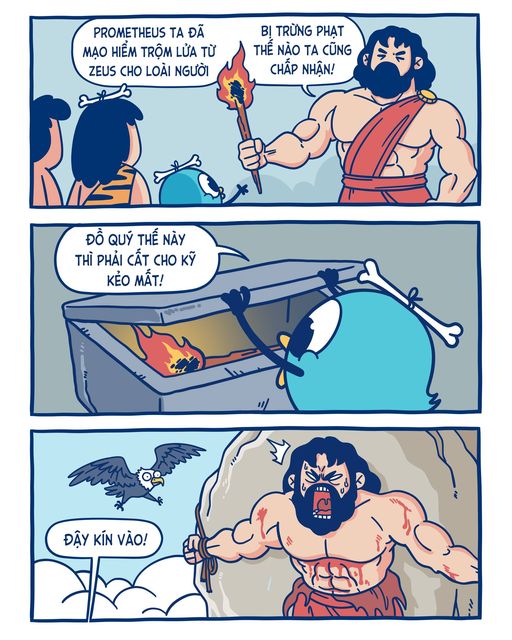 PROMETHEUS TA ĐÃ
MẠO HIỂM TRỘM LỬA TỪ
ZEUS CHO LOÀI NGƯỜI
BỊ TRỪNG PHẠT
THẾ NÀO TA CŨNG
CHẤP NHẬN!
ĐỒ QUÝ THẾ NÀY
THÌ PHẢI CẤT CHO KỸ
KẺO MẤT!
ĐẬY KÍN VÀO!